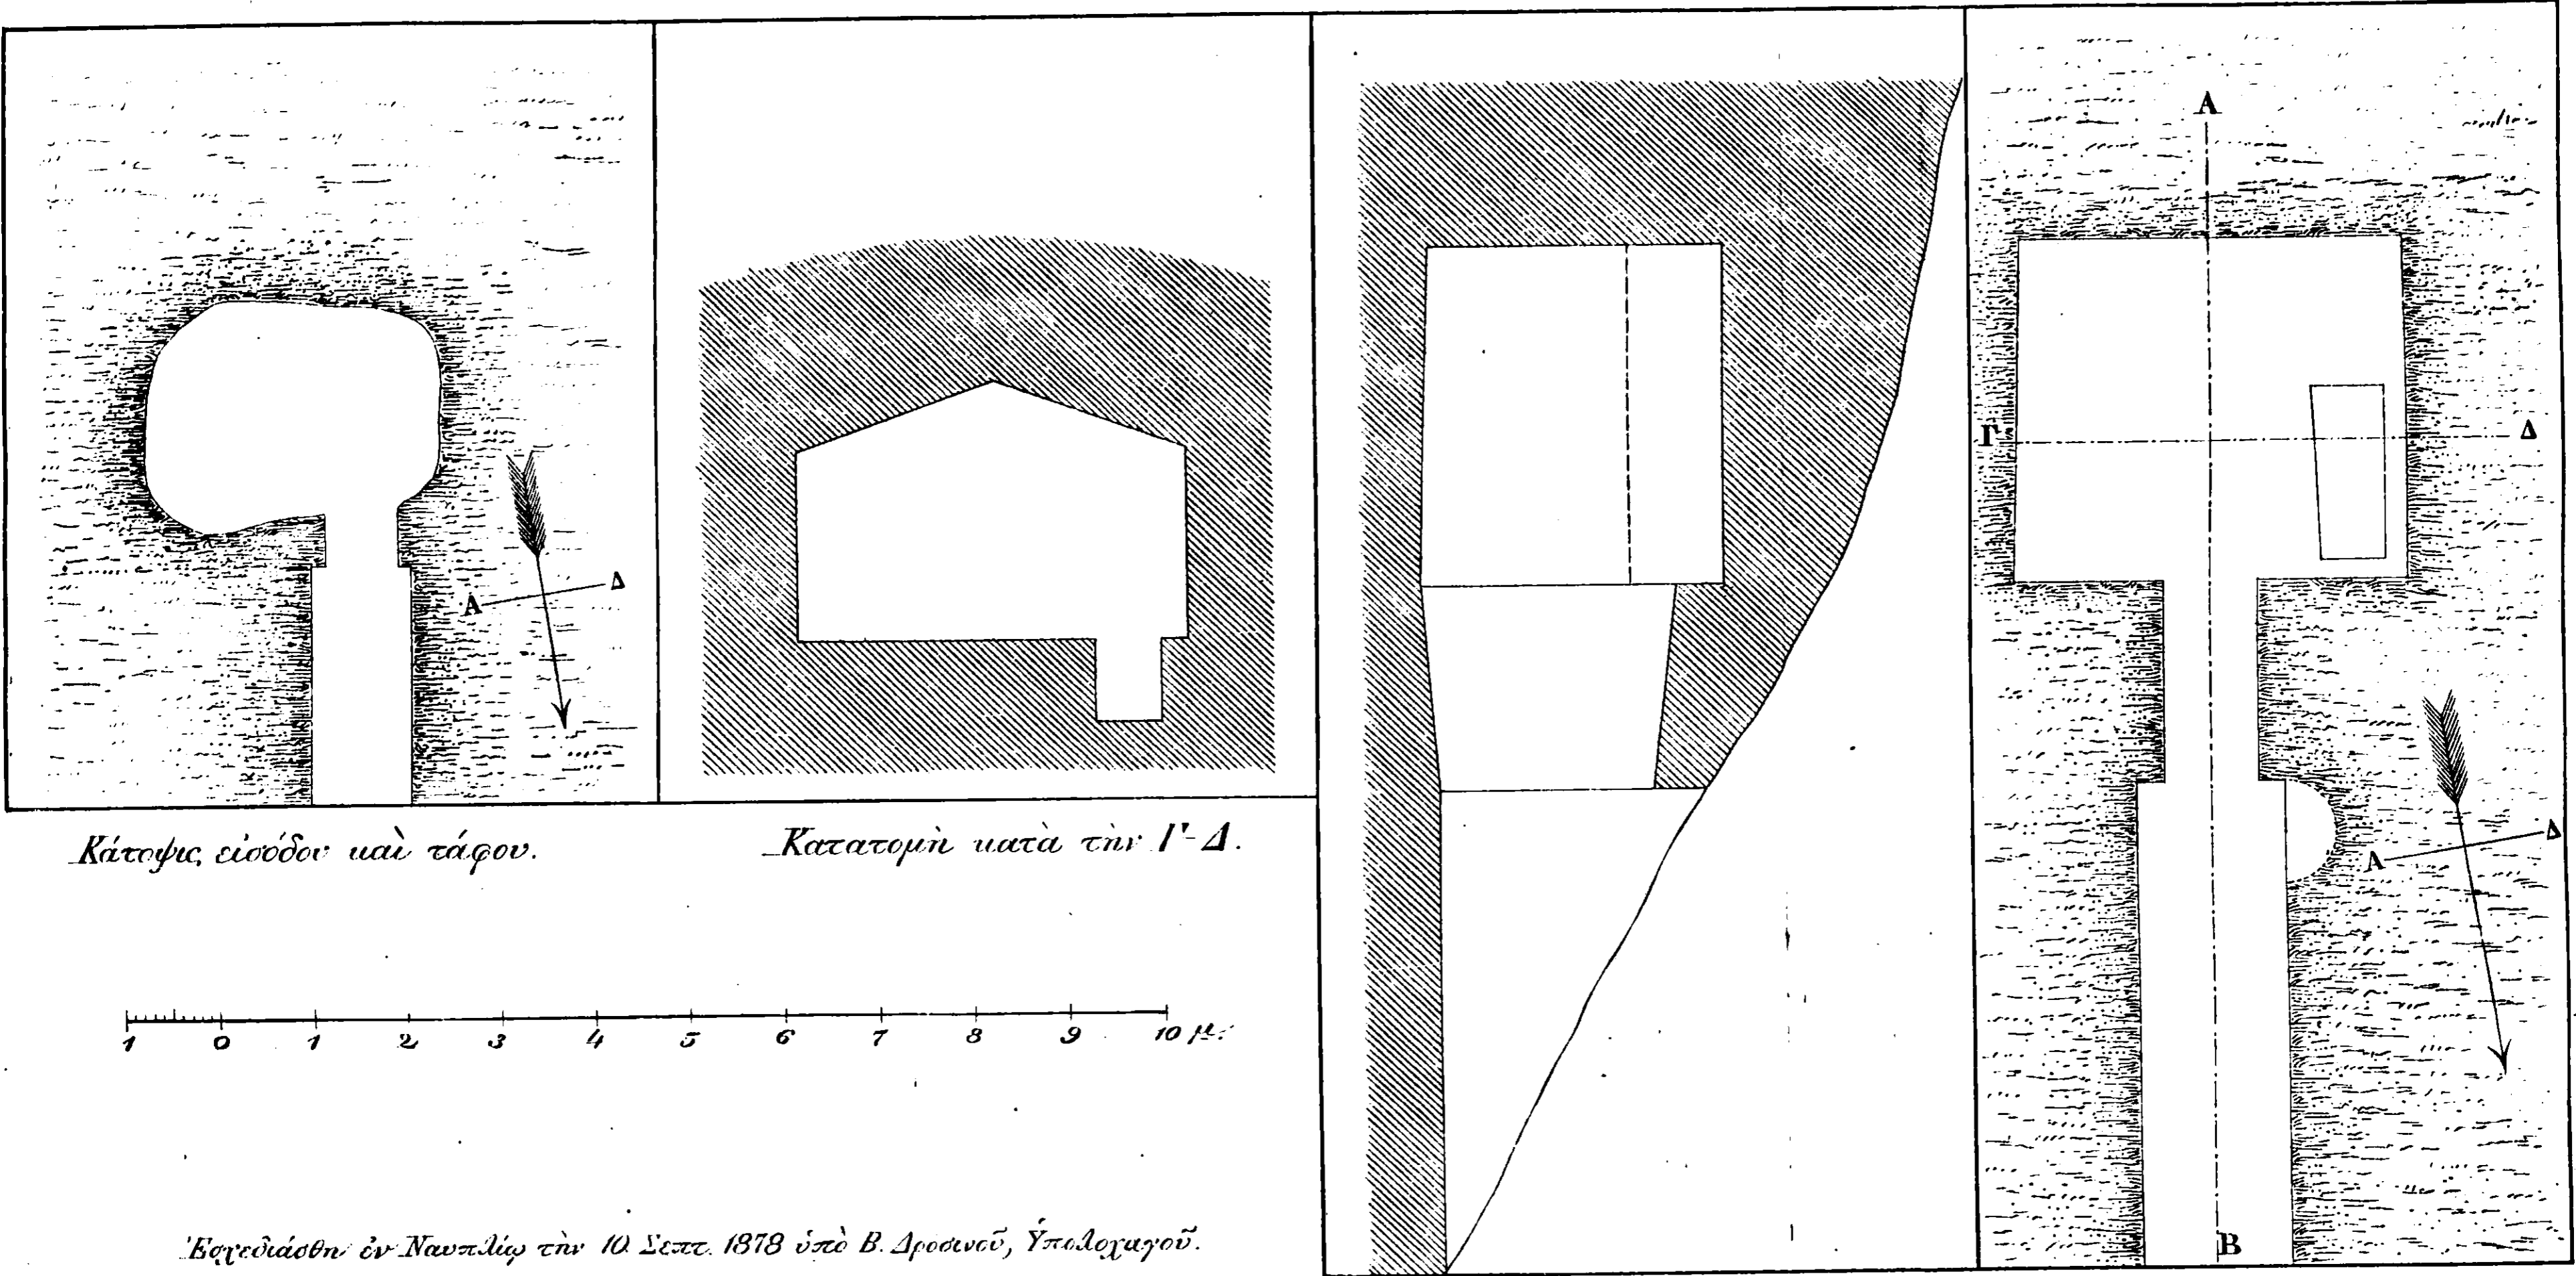 Α
Γ
Δ
Α
Δ
Α
Δ
Β
Κάτοψις εἰσόδου καὶ τάφου.
Κατατομὴ κατὰ τὴν Γ-Δ.
1 0 1 2 3 4 5 6 7 8 9 10 μ.
Ἐσχεδιάσθη ἐν Ναυπλίῳ τὴν 10 Σεπτ. 1878 ὑπὸ Β. Δροσινοῦ, Ὑπολοχαγοῦ.